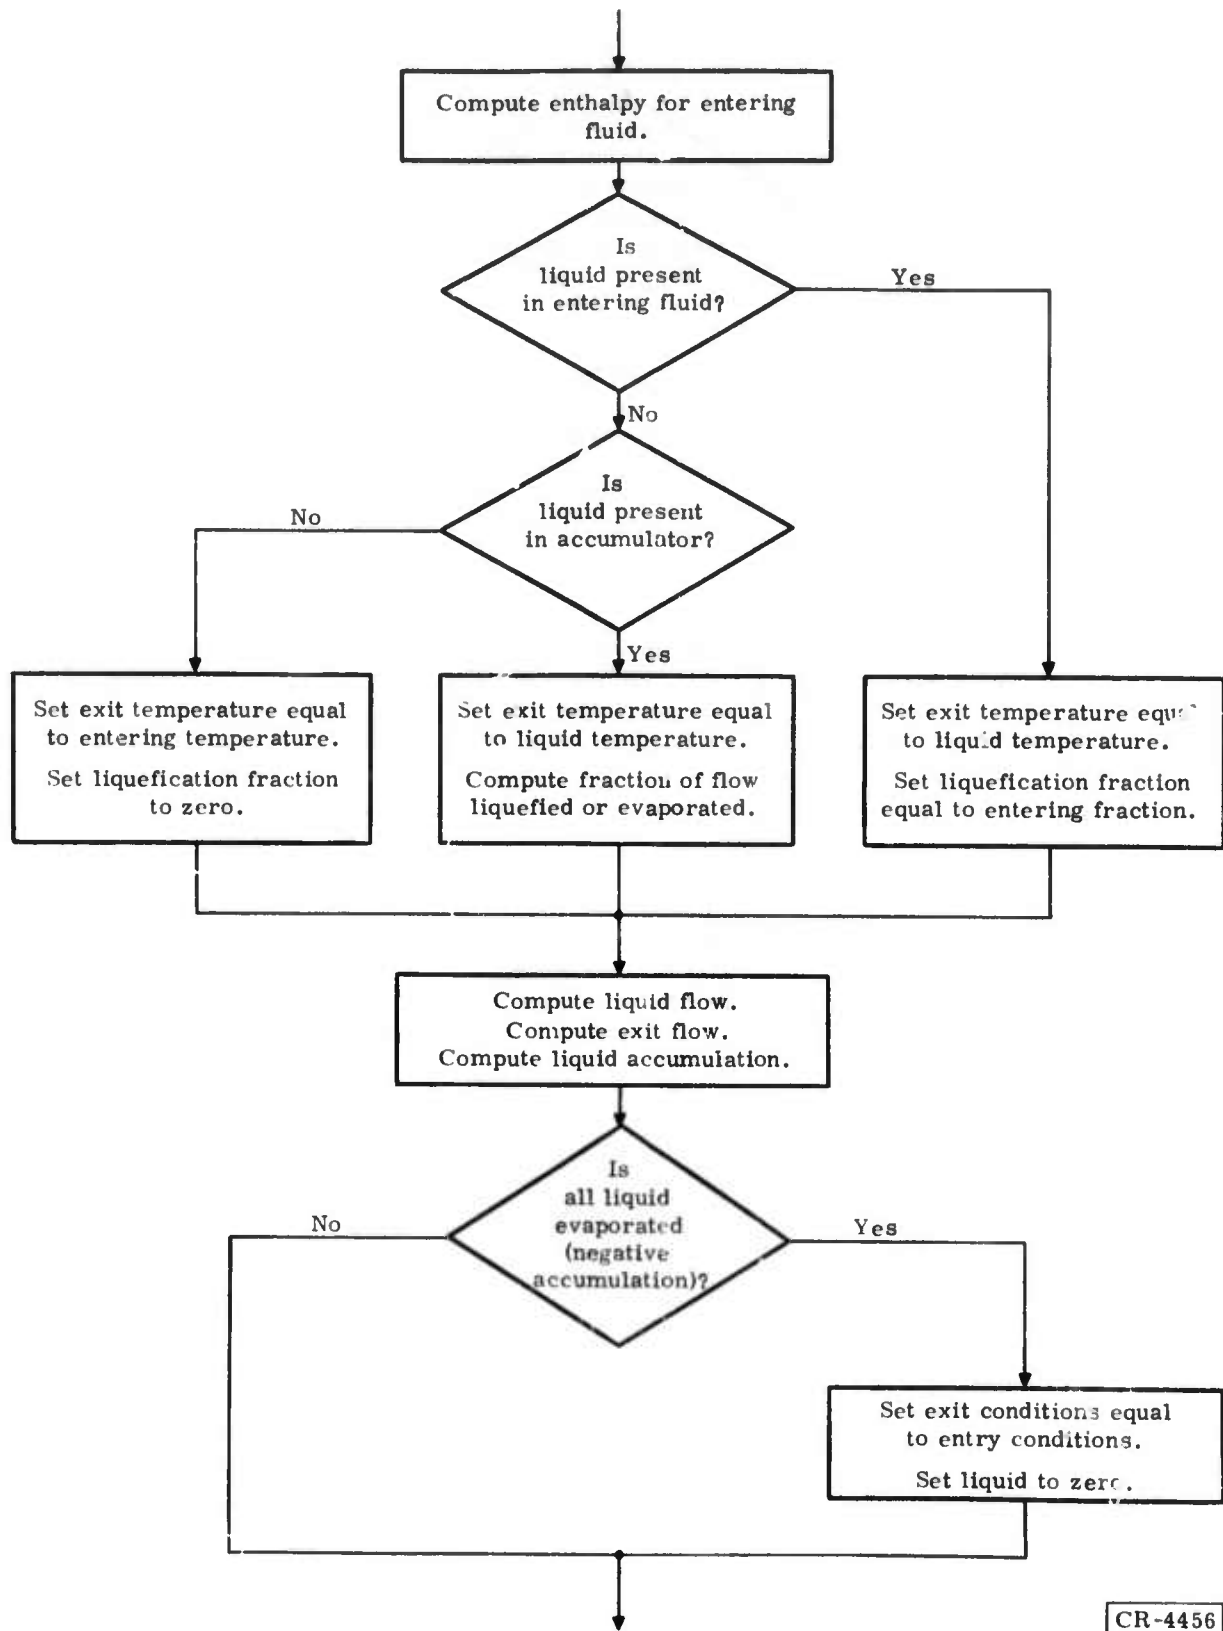 Compute enthalpy for entering
fluid.
Is
liquid present
in entering fluid?
Yes
No
Is
liquid present
in accumulator?
No
Yes
Set exit temperature equal
to entering temperature.
Set liquefication fraction
to zero.
Set exit temperature equal
to liquid temperature.
Compute fraction of flow
liquefied or evaporated.
Set exit temperature equal
to liquid temperature.
Set liquefication fraction
equal to entering fraction.
Compute liquid flow.
Compute exit flow.
Compute liquid accumulation.
Is
all liquid
evaporated
(negative
accumulation)?
No
Yes
Set exit conditions equal
to entry conditions.
Set liquid to zero.
CR-4456